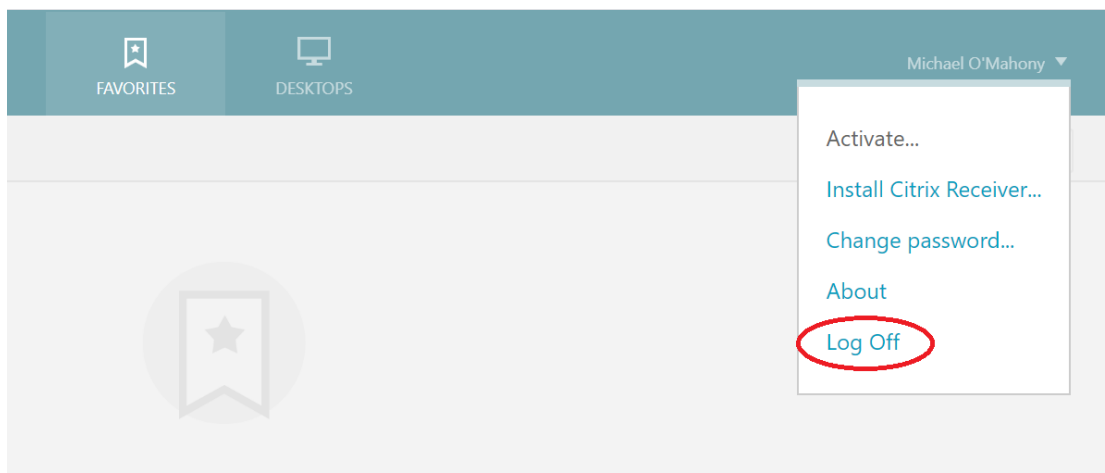 FAVORITES
DESKTOPS
Michael O'Mahony
Activate...
Install Citrix Receiver...
Change password...
About
Log Off